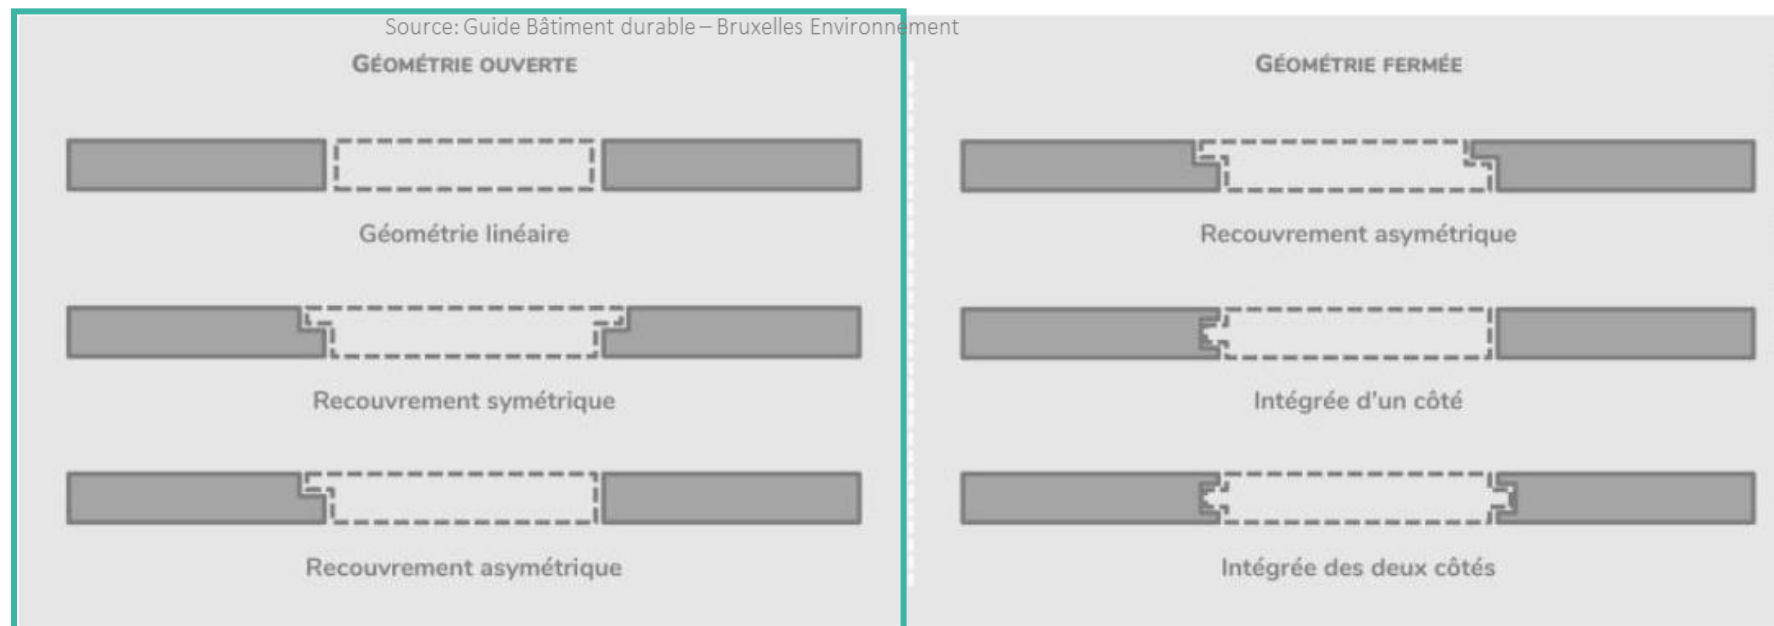 Source: Guide Bâtiment durable – Bruxelles Environnement
GÉOMÉTRIE OUVERTE
Géométrie linéaire
Recouvrement symétrique
Recouvrement asymétrique
GÉOMÉTRIE FERMÉE
Recouvrement asymétrique
Intégrée d'un côté
Intégrée des deux côtés